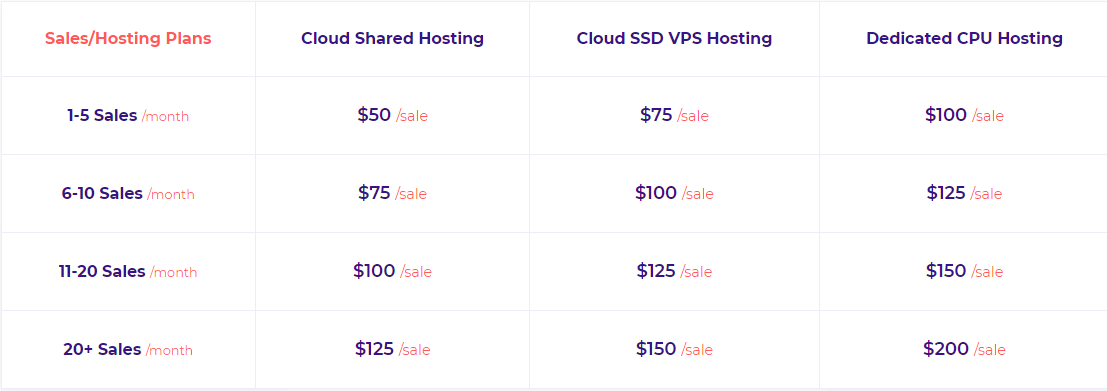 Sales/Hosting Plans Cloud Shared Hosting Cloud SSD VPS Hosting Dedicated CPU Hosting
1-5 Sales /month $50 /sale $75 /sale $100 /sale
6-10 Sales /month $75 /sale $100 /sale $125 /sale
11-20 Sales /month $100 /sale $125 /sale $150 /sale
20+ Sales /month $125 /sale $150 /sale $200 /sale